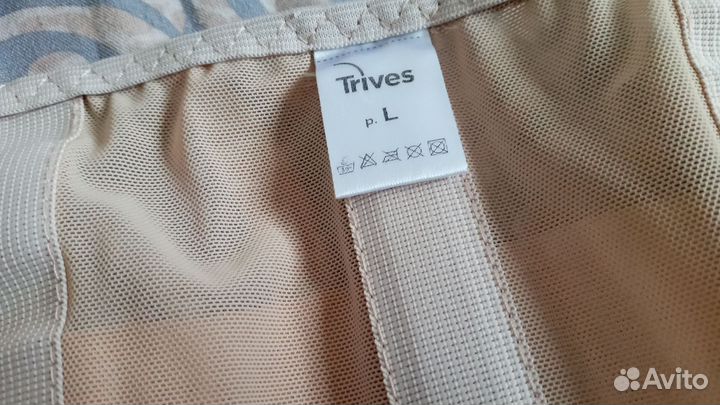 Trives
р. L
Avito